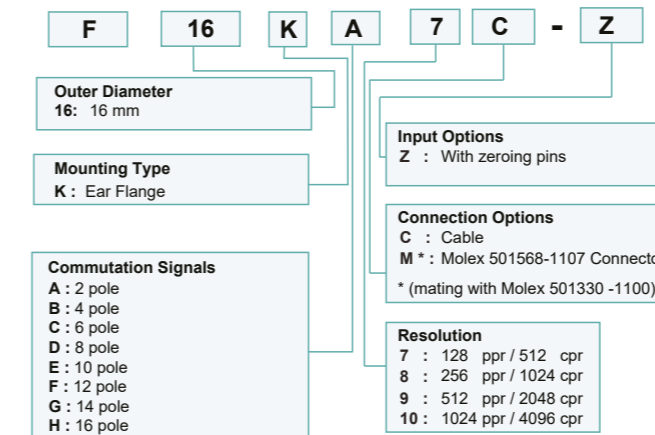 F 16 K A 7 C - Z
Outer Diameter
16: 16 mm
Mounting Type
K : Ear Flange
Commutation Signals
A : 2 pole
B : 4 pole
C : 6 pole
D : 8 pole
E : 10 pole
F : 12 pole
G : 14 pole
H : 16 pole
Input Options
Z : With zeroing pins
Connection Options
C : Cable
M * : Molex 501568-1107 Connecto
* (mating with Molex 501330 -1100)
Resolution
7 : 128 ppr / 512 cpr
8 : 256 ppr / 1024 cpr
9 : 512 ppr / 2048 cpr
10 : 1024 ppr / 4096 cpr